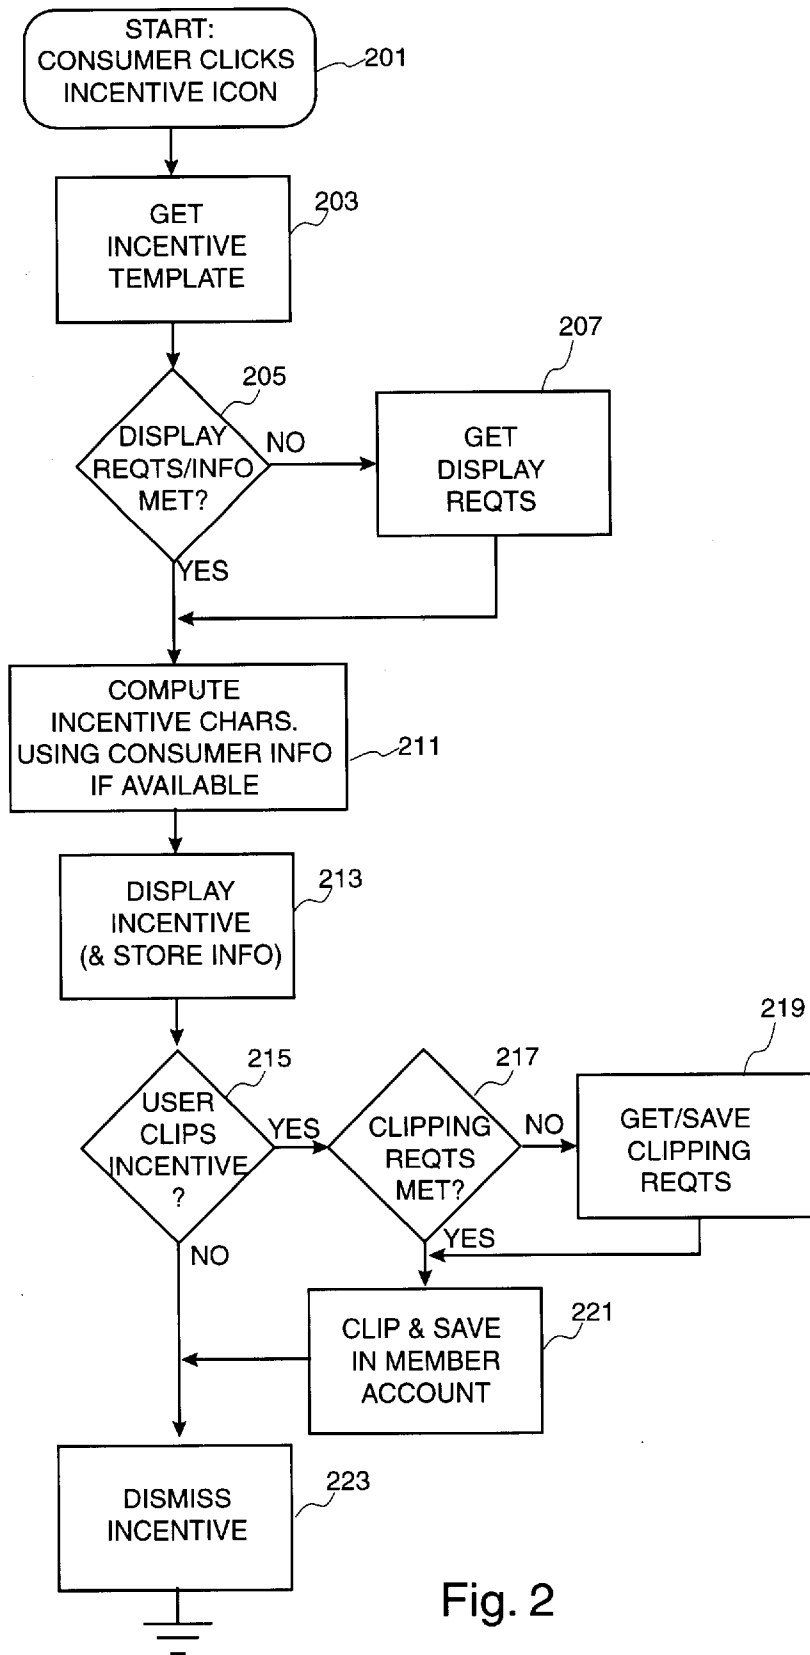 START:
CONSUMER CLICKS
INCENTIVE ICON
201
GET
INCENTIVE
TEMPLATE
203
205
DISPLAY
REQTS/INFO
MET?
NO
YES
207
GET
DISPLAY
REQTS
COMPUTE
INCENTIVE CHARS.
USING CONSUMER INFO
IF AVAILABLE
211
DISPLAY
INCENTIVE
(& STORE INFO)
213
215
USER
CLIPS
INCENTIVE
?
YES
NO
217
CLIPPING
REQTS
MET?
NO
YES
219
GET/SAVE
CLIPPING
REQTS
CLIP & SAVE
IN MEMBER
ACCOUNT
221
DISMISS
INCENTIVE
223
Fig. 2